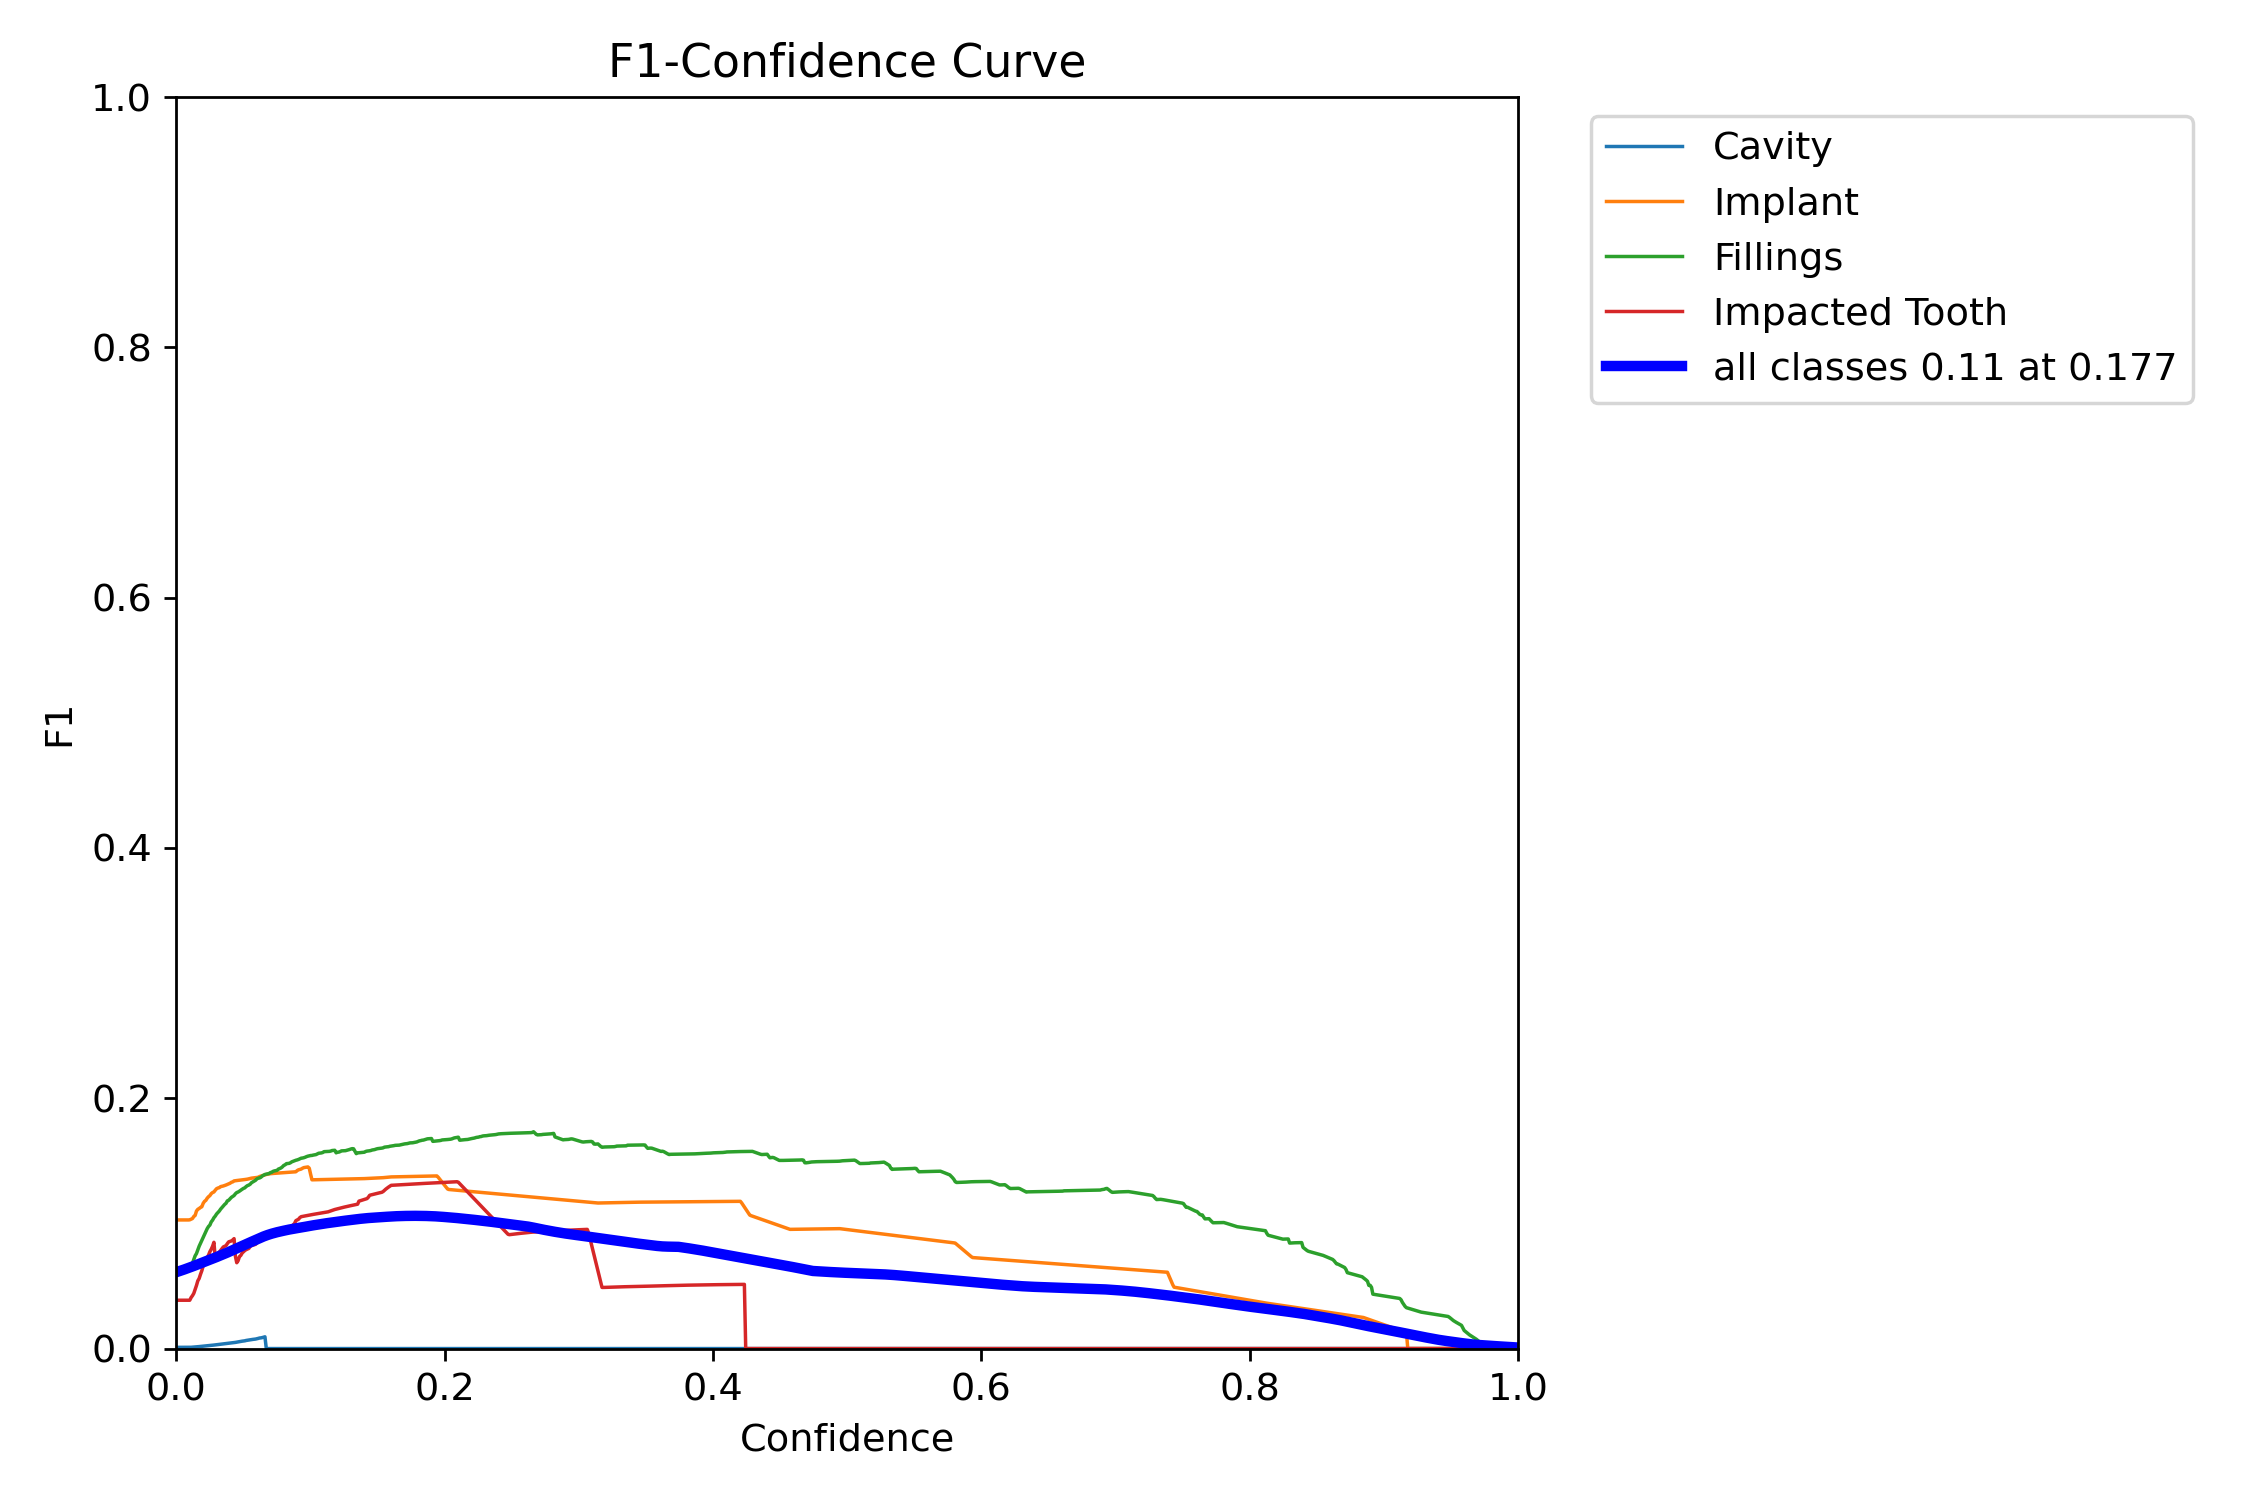 F1-Confidence Curve
1.0
0.8
0.6
0.4
0.2
0.0
F1
0.0 0.2 0.4 0.6 0.8 1.0
Confidence
Cavity
Implant
Fillings
Impacted Tooth
all classes 0.11 at 0.177